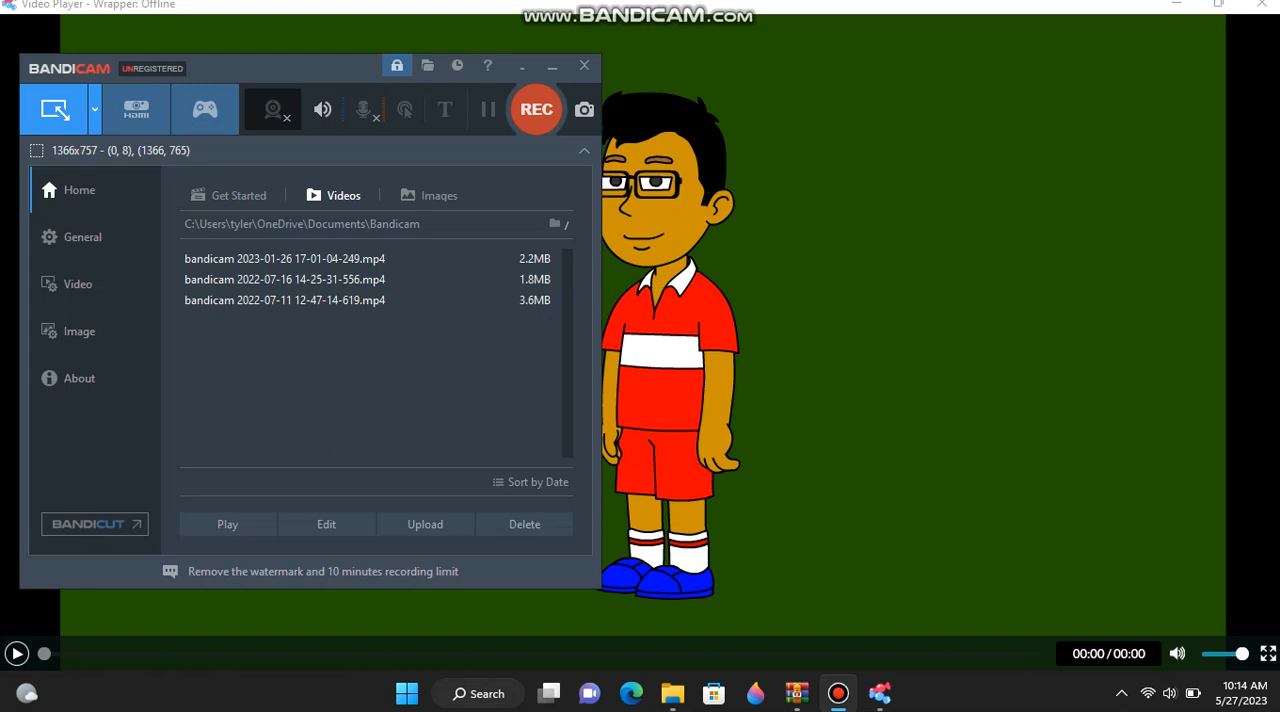 Video Player - Wrapper: Offline
www.BANDICAM.com
BANDICAM UNREGISTERED
HDMI
T
REC
1366x757 - (0, 8), (1366, 765)
Home
General
Video
Image
About
BANDICUT
Get Started
Videos
Images
C:\Users\tyler\OneDrive\Documents\Bandicam
/
bandicam 2023-01-26 17-01-04-249.mp4 2.2MB
bandicam 2022-07-16 14-25-31-556.mp4 1.8MB
bandicam 2022-07-11 12-47-14-619.mp4 3.6MB
Sort by Date
Play
Edit
Upload
Delete
Remove the watermark and 10 minutes recording limit
00:00 / 00:00
Search
10:14 AM
5/27/2023